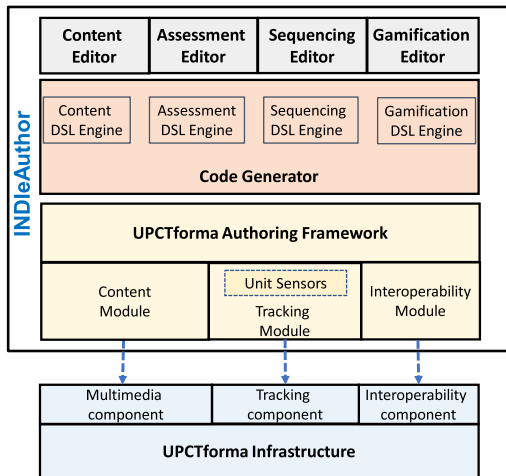 INDIeAuthor
Content Editor
Assessment Editor
Sequencing Editor
Gamification Editor
Content DSL Engine
Assessment DSL Engine
Sequencing DSL Engine
Gamification DSL Engine
Code Generator
UPCTforma Authoring Framework
Content Module
Unit Sensors
Tracking Module
Interoperability Module
Multimedia component
Tracking component
Interoperability component
UPCTforma Infrastructure